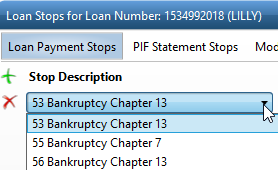 Loan Stops for Loan Number: 1534992018 (LILLY)
Loan Payment Stops PIF Statement Stops Mod
Stop Description
53 Bankruptcy Chapter 13
53 Bankruptcy Chapter 13
55 Bankruptcy Chapter 7
56 Bankruptcy Chapter 13